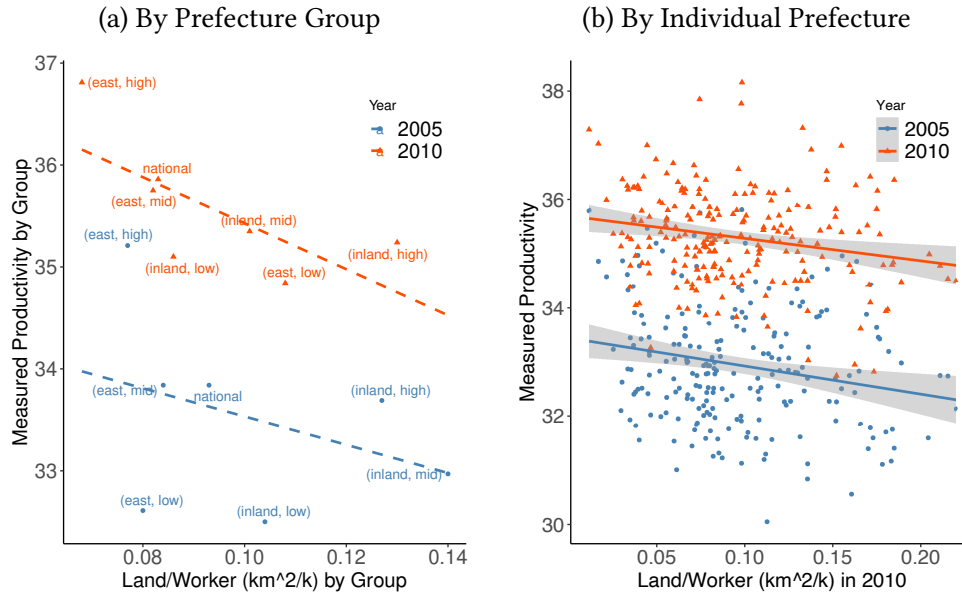 (a) By Prefecture Group
37
36
35
34
33
0.08
0.10
0.12
0.14
Measured Productivity by Group
Land/Worker (km^2/k) by Group
Year
a 2005
a 2010
(east, high)
national
(east, mid)
(inland, mid)
(east, high)
(inland, low)
(inland, high)
(east, low)
(east, mid)
national
(inland, high)
(inland, mid)
(east, low)
(inland, low)
(b) By Individual Prefecture
38
36
34
32
30
0.05
0.10
0.15
0.20
Measured Productivity
Land/Worker (km^2/k) in 2010
Year
2005
2010